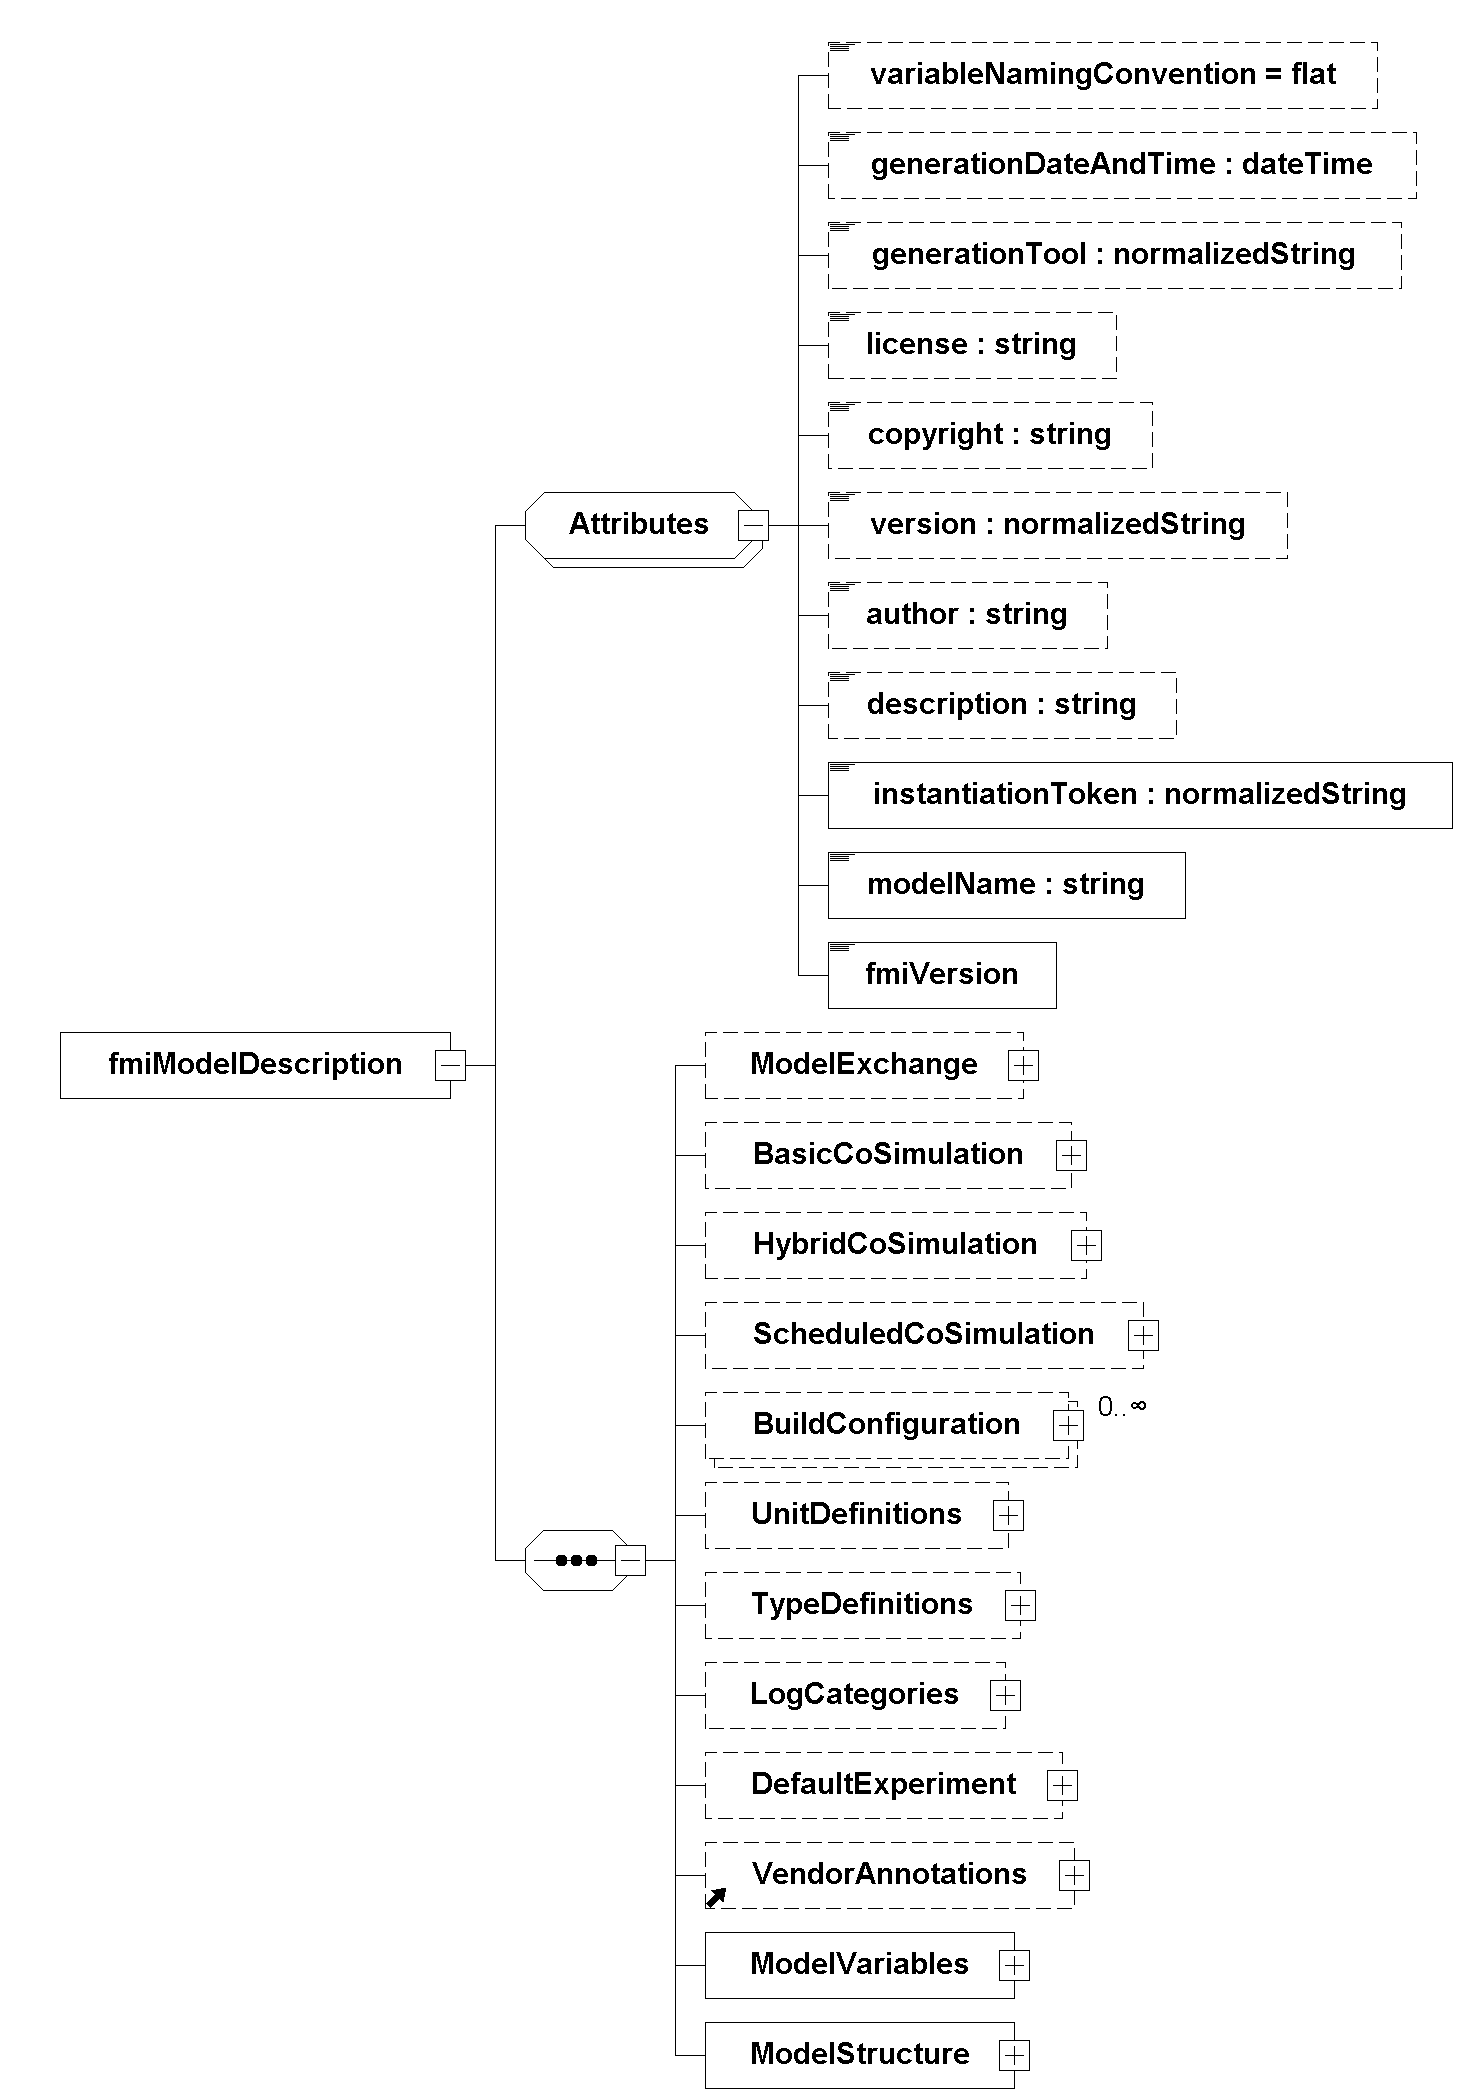 variableNamingConvention = flat
generationDateAndTime : dateTime
generationTool : normalizedString
license : string
copyright : string
Attributes
version : normalizedString
author : string
description : string
instantiationToken : normalizedString
modelName : string
fmiVersion
fmiModelDescription
ModelExchange
BasicCoSimulation
HybridCoSimulation
ScheduledCoSimulation
BuildConfiguration
0..∞
UnitDefinitions
TypeDefinitions
LogCategories
DefaultExperiment
VendorAnnotations
ModelVariables
ModelStructure